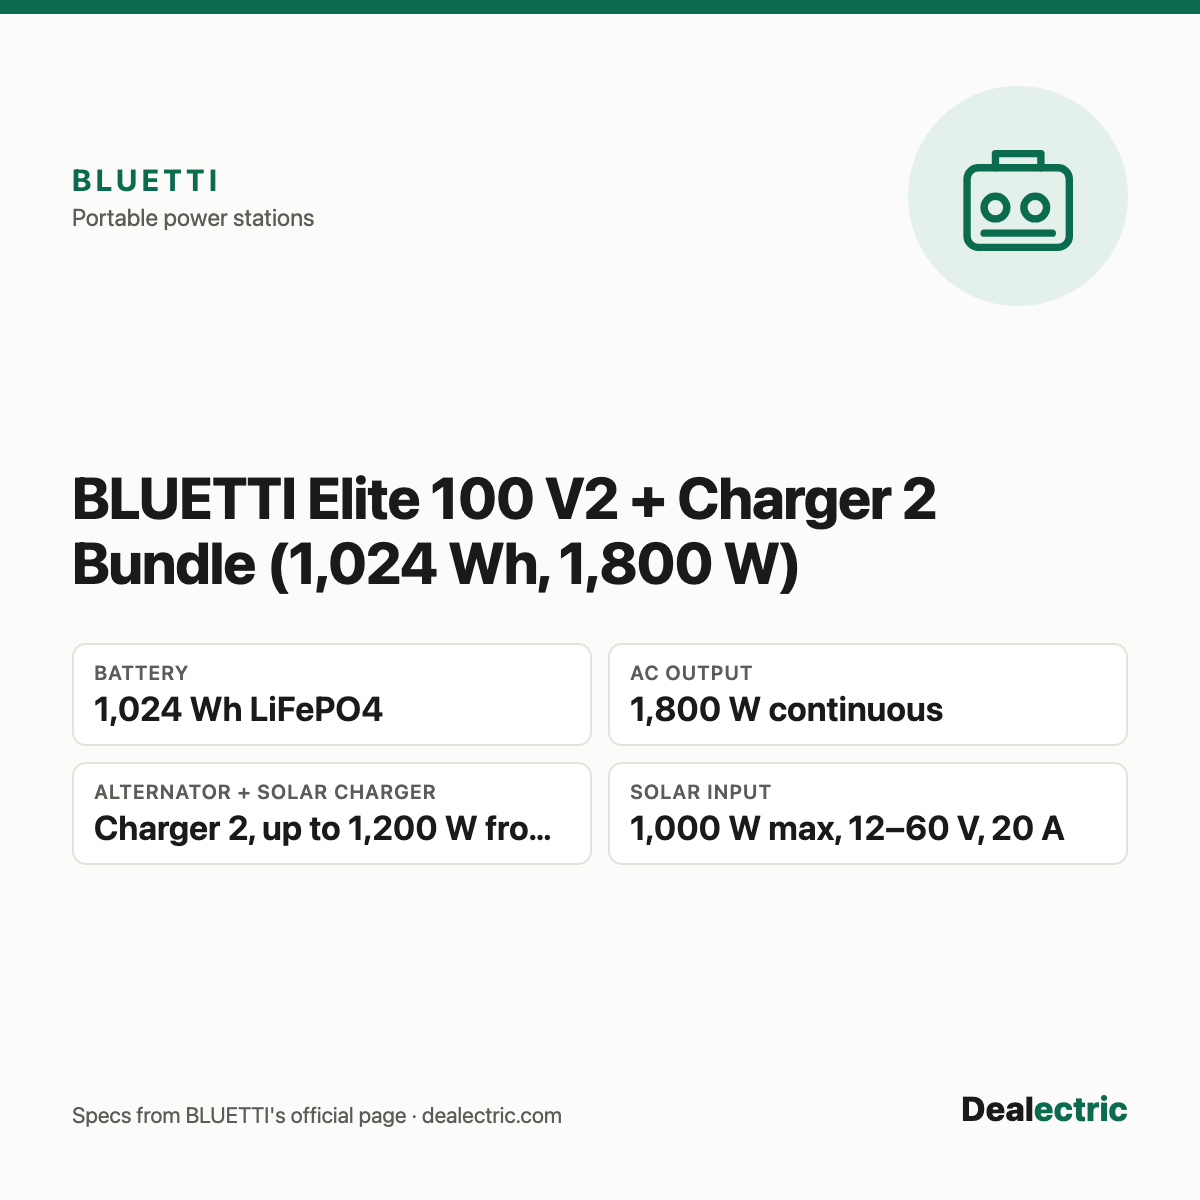 BLUETTI
Portable power stations
BLUETTI Elite 100 V2 + Charger 2
Bundle (1,024 Wh, 1,800 W)
BATTERY
1,024 Wh LiFePO4
AC OUTPUT
1,800 W continuous
ALTERNATOR + SOLAR CHARGER
Charger 2, up to 1,200 W fro...
SOLAR INPUT
1,000 W max, 12–60 V, 20 A
Specs from BLUETTI's official page · dealectric.com
Dealectric